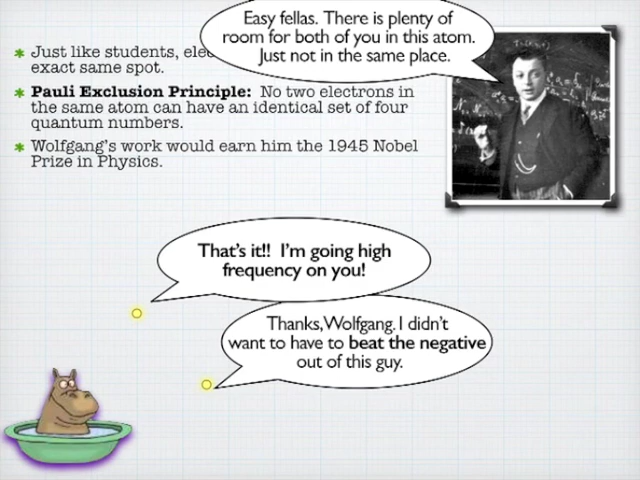 Easy fellas. There is plenty of
room for both of you in this atom.
Just not in the same place.
Just like students,
exact same spot.
Pauli Exclusion Principle: No two electrons in
the same atom can have an identical set of four
quantum numbers.
Wolfgang's work would earn him the 1945 Nobel
Prize in Physics.
That's it!! I'm going high
frequency on you!
Thanks,Wolfgang. I didn't
want to have to beat the negative
out of this guy.